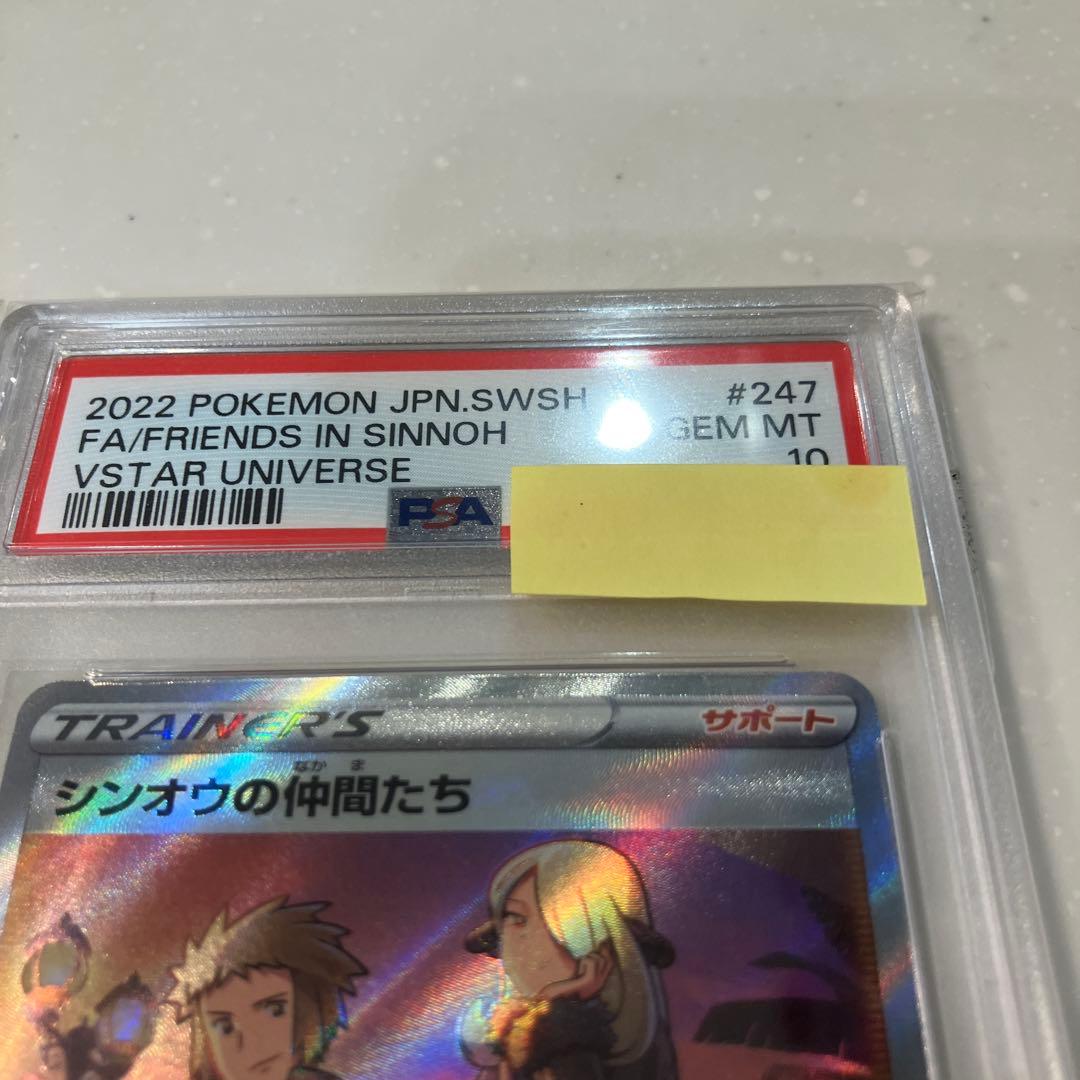 2022 POKEMON JPN.SWSH #247
FA/FRIENDS IN SINNOH GEM MT
VSTAR UNIVERSE 10
PSA
TRAINER'S サポート
なかま
シンオウの仲間たち